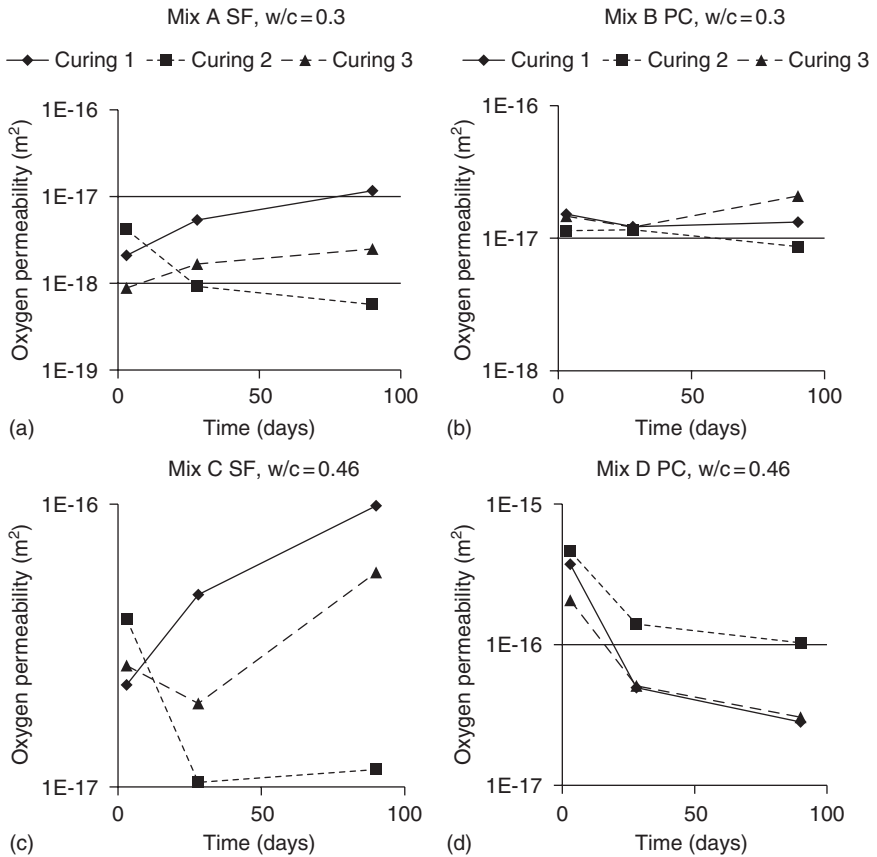 Mix A SF, w/c=0.3
Curing 1 Curing 2 Curing 3
Oxygen permeability (m²)
1E-16
1E-17
1E-18
1E-19
0 50 100
Time (days)
(a)
Mix B PC, w/c=0.3
Curing 1 Curing 2 Curing 3
Oxygen permeability (m²)
1E-16
1E-17
1E-18
0 50 100
Time (days)
(b)
Mix C SF, w/c=0.46
Oxygen permeability (m²)
1E-16
1E-17
0 50 100
Time (days)
(c)
Mix D PC, w/c=0.46
Oxygen permeability (m²)
1E-15
1E-16
1E-17
0 50 100
Time (days)
(d)